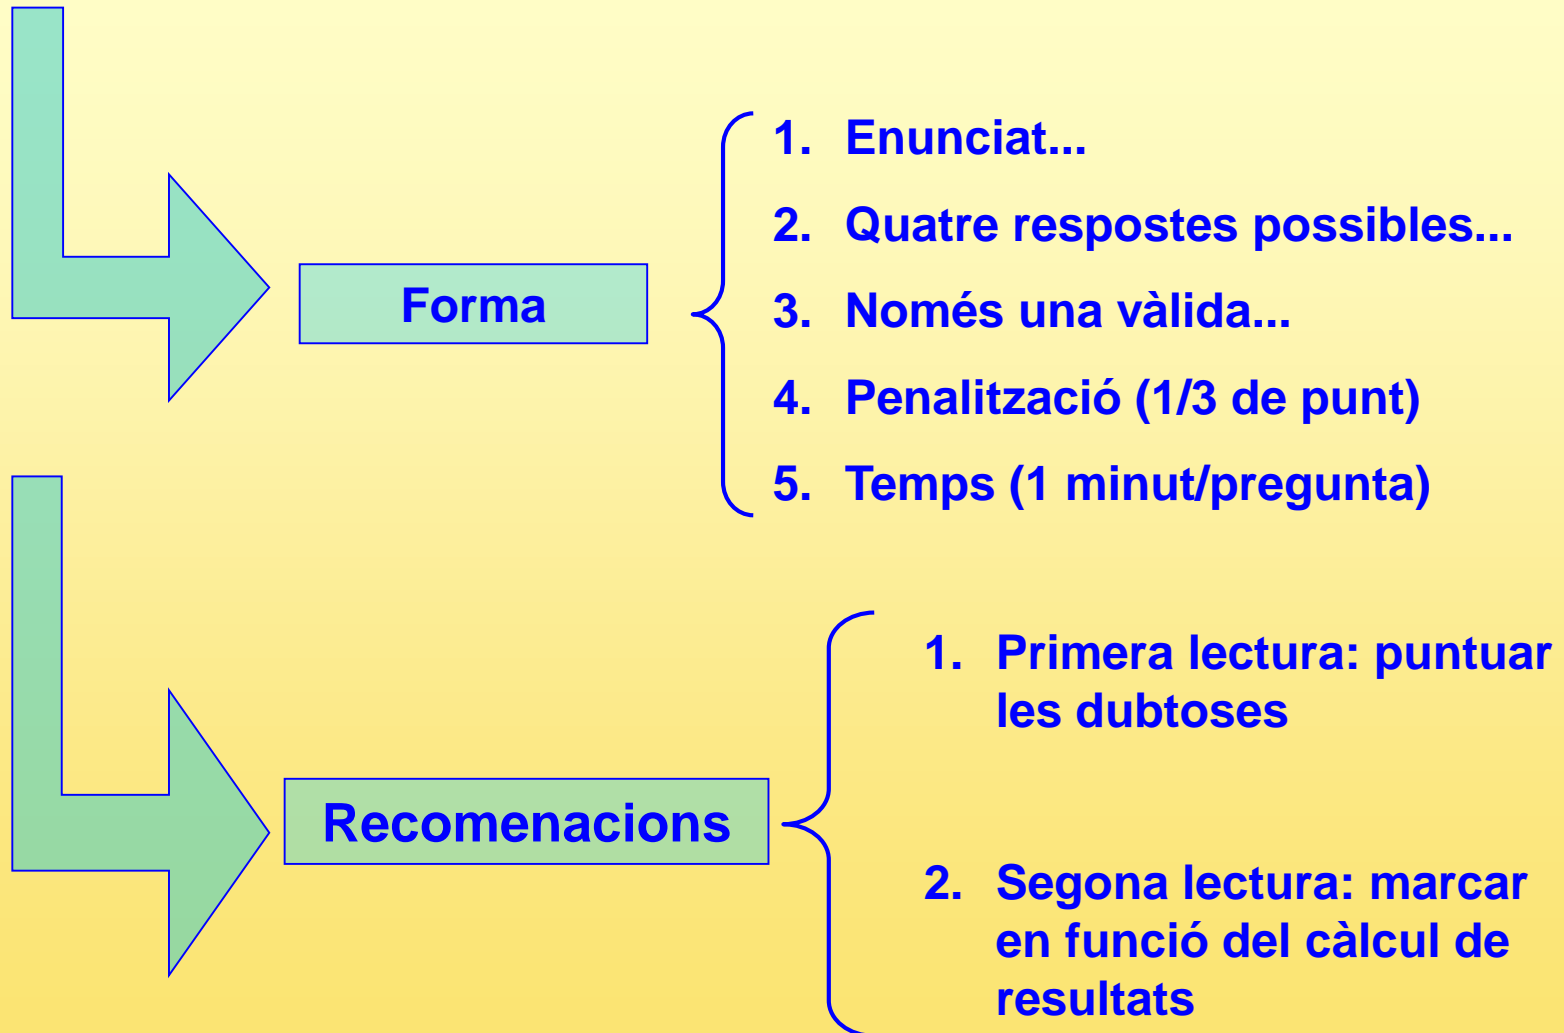 Forma
1. Enunciat...
2. Quatre respostes possibles...
3. Només una vàlida...
4. Penalització (1/3 de punt)
5. Temps (1 minut/pregunta)
Recomenacions
1. Primera lectura: puntuar
les dubtoses
2. Segona lectura: marcar
en funció del càlcul de
resultats